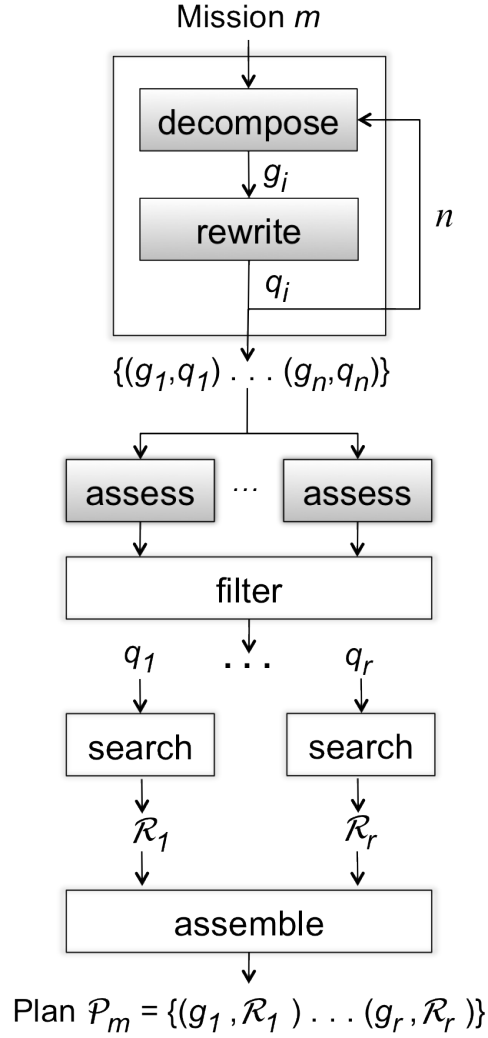 Mission m
decompose
g_i
n
rewrite
q_i
{(g_1,q_1) . . . (g_n,q_n)}
assess ... assess
filter
q_1 ... q_r
search search
ℛ_1 ℛ_r
assemble
Plan 𝒫_m = {(g_1 ,ℛ_1 ) . . . (g_r ,ℛ_r )}